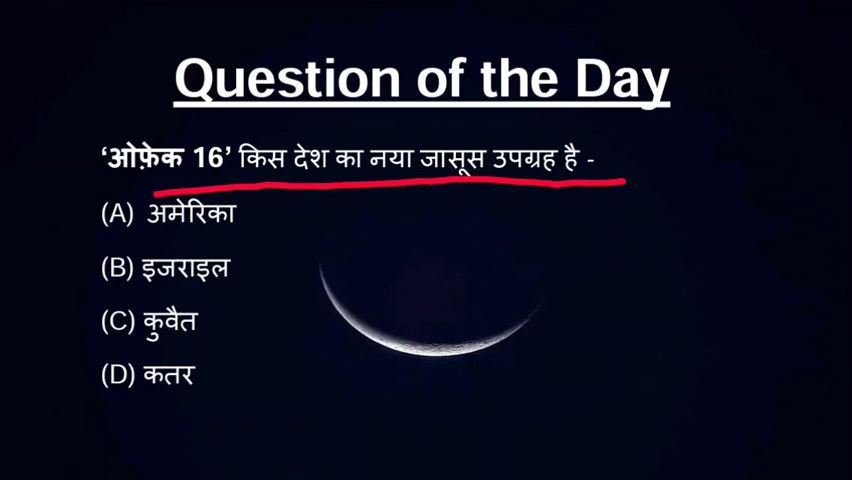 Question of the Day
‘ओफ़ेक 16’ किस देश का नया जासूस उपग्रह है -
(A) अमेरिका
(B) इजराइल
(C) कुवैत
(D) कतर